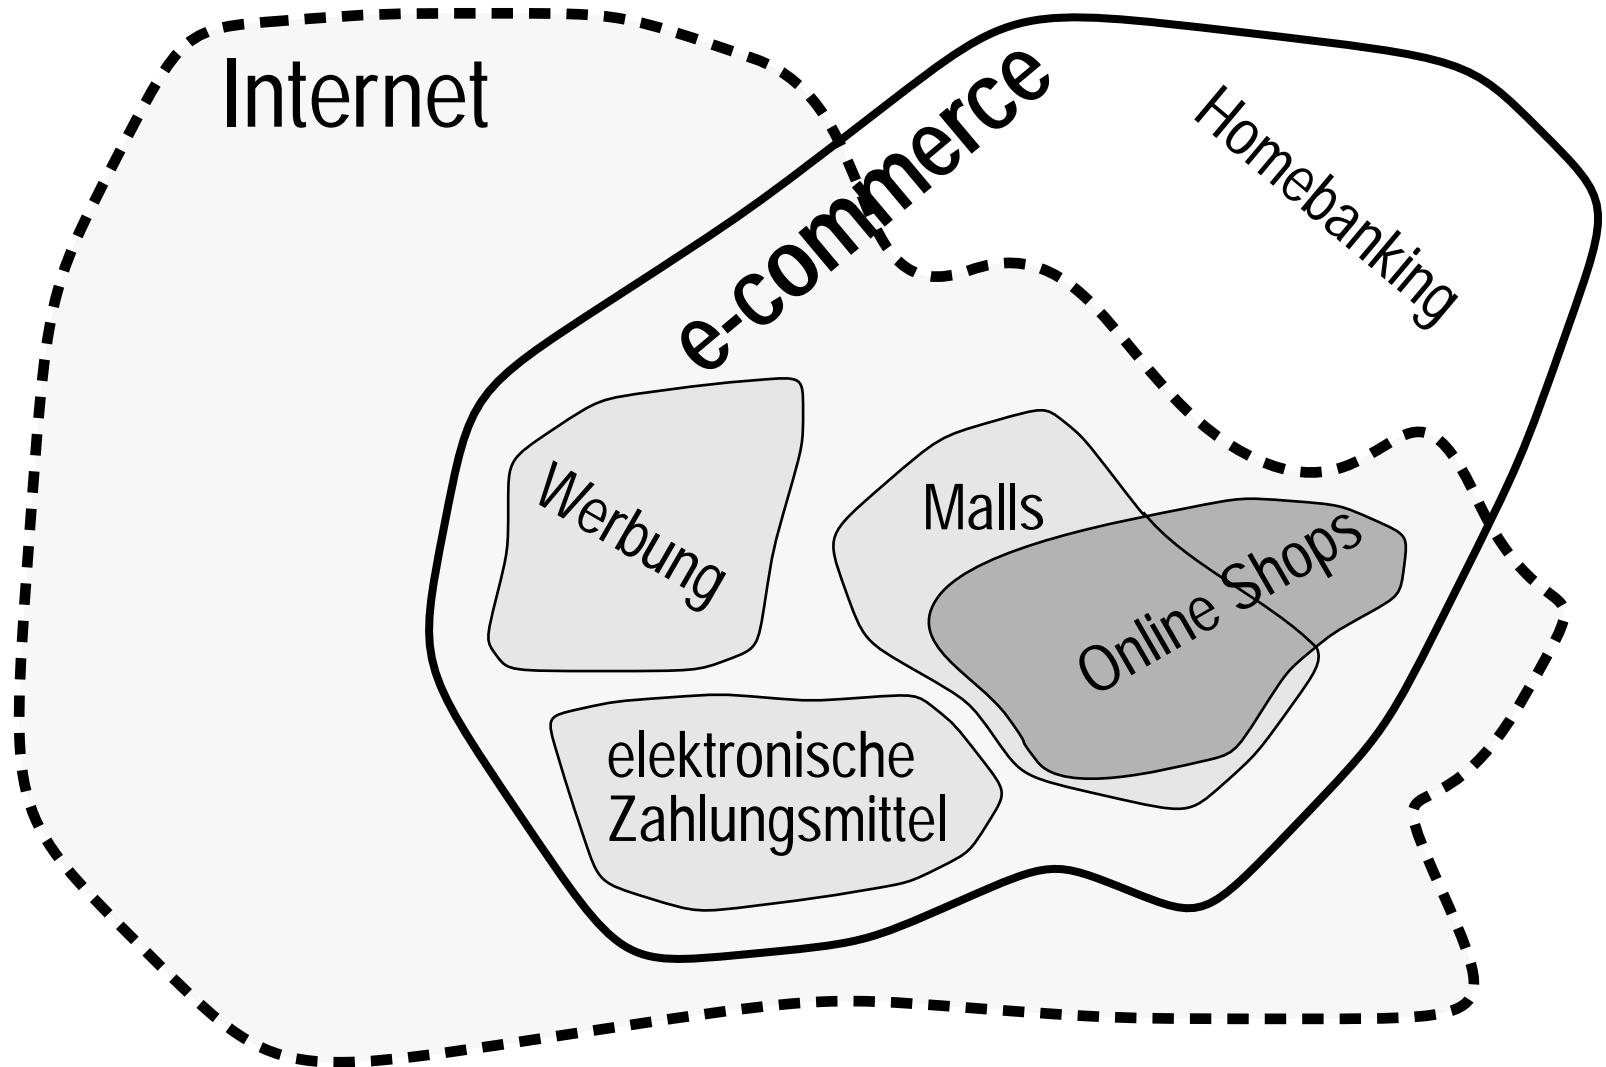 Internet
e-commerce
Homebanking
Werbung
Malls
Online Shops
elektronische
Zahlungsmittel